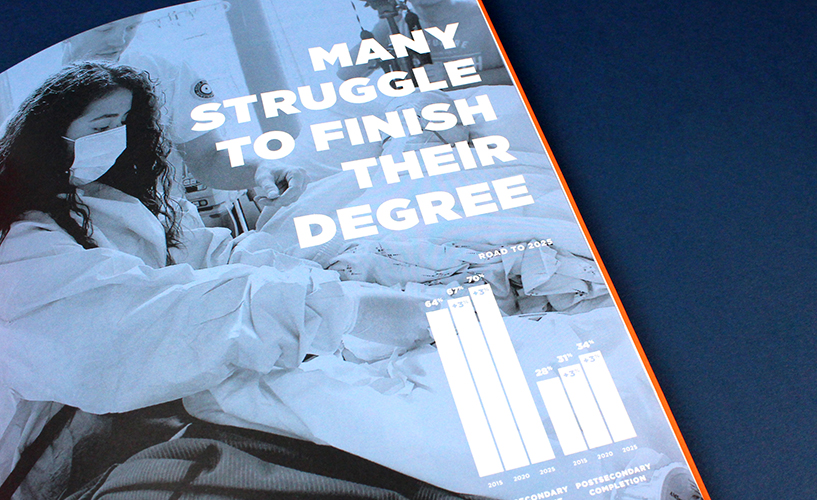 MANY
STRUGGLE
TO FINISH
THEIR
DEGREE
ROAD TO 2025
64% 67% 70%
+3% +3%
28% 31% 34%
+3% +3%
2015 2020 2025 2015 2020 2025
POSTSECONDARY
COMPLETION